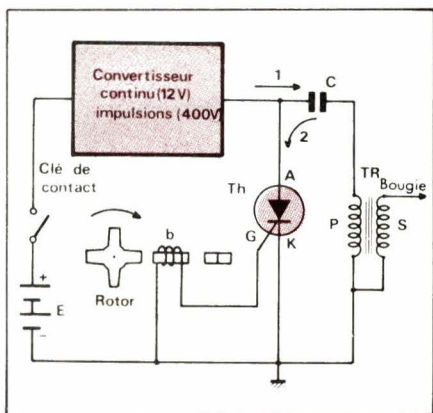 Convertisseur
continu (12 V)
impulsions (400V)
1
C
2
Clé de
contact
TR
Bougie
A
Th
b
G
K
P
S
+
E
Rotor
−